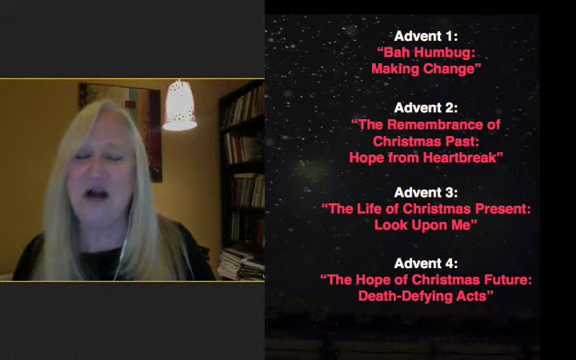 Advent 1:
“Bah Humbug:
Making Change”
Advent 2:
“The Remembrance of
Christmas Past:
Hope from Heartbreak”
Advent 3:
“The Life of Christmas Present:
Look Upon Me”
Advent 4:
“The Hope of Christmas Future:
Death-Defying Acts”